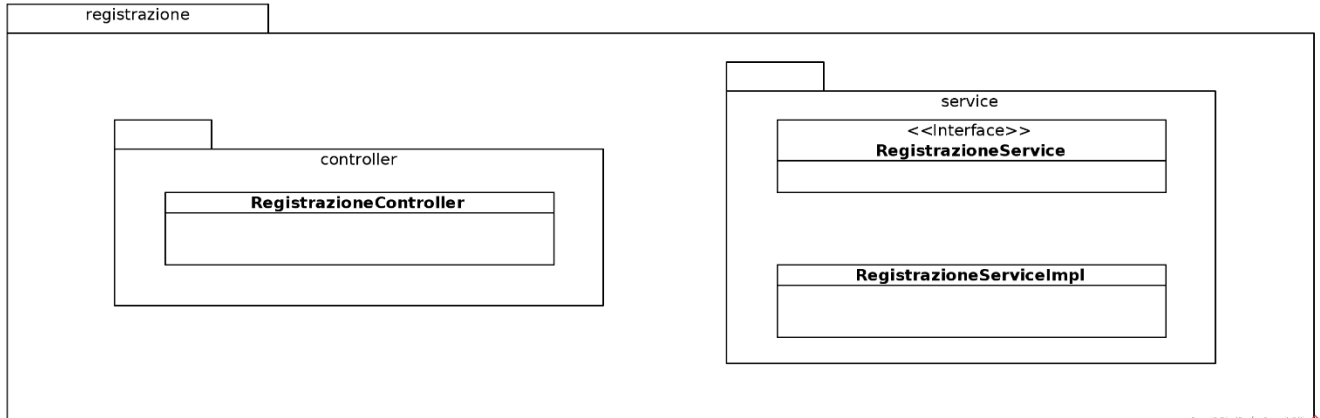 registrazione
controller
RegistrazioneController
service
<<Interface>>
RegistrazioneService
RegistrazioneServiceImpl